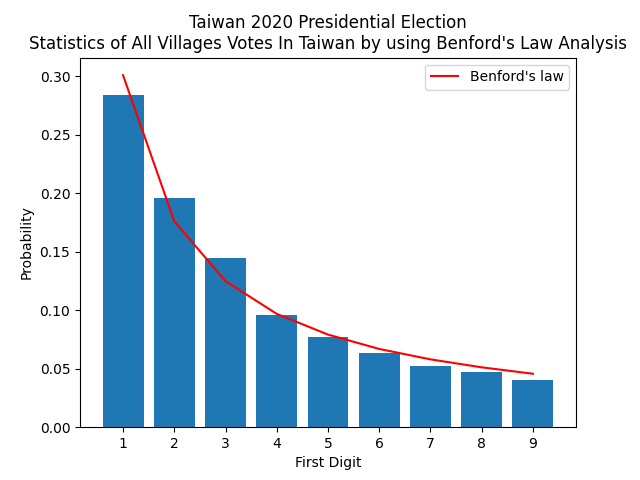 Taiwan 2020 Presidential Election
Statistics of All Villages Votes In Taiwan by using Benford's Law Analysis
Benford's law
0.30
0.25
0.20
0.15
0.10
0.05
0.00
Probability
1 2 3 4 5 6 7 8 9
First Digit